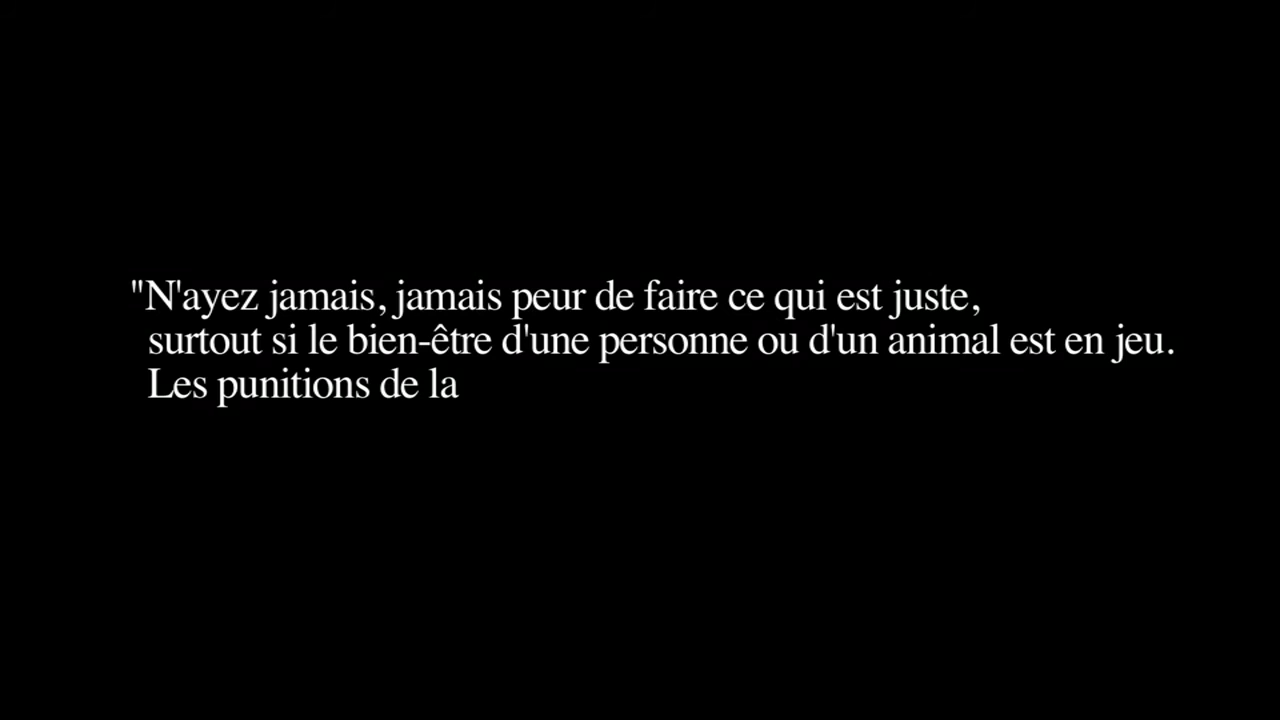 "N'ayez jamais, jamais peur de faire ce qui est juste,
surtout si le bien-être d'une personne ou d'un animal est en jeu.
Les punitions de la